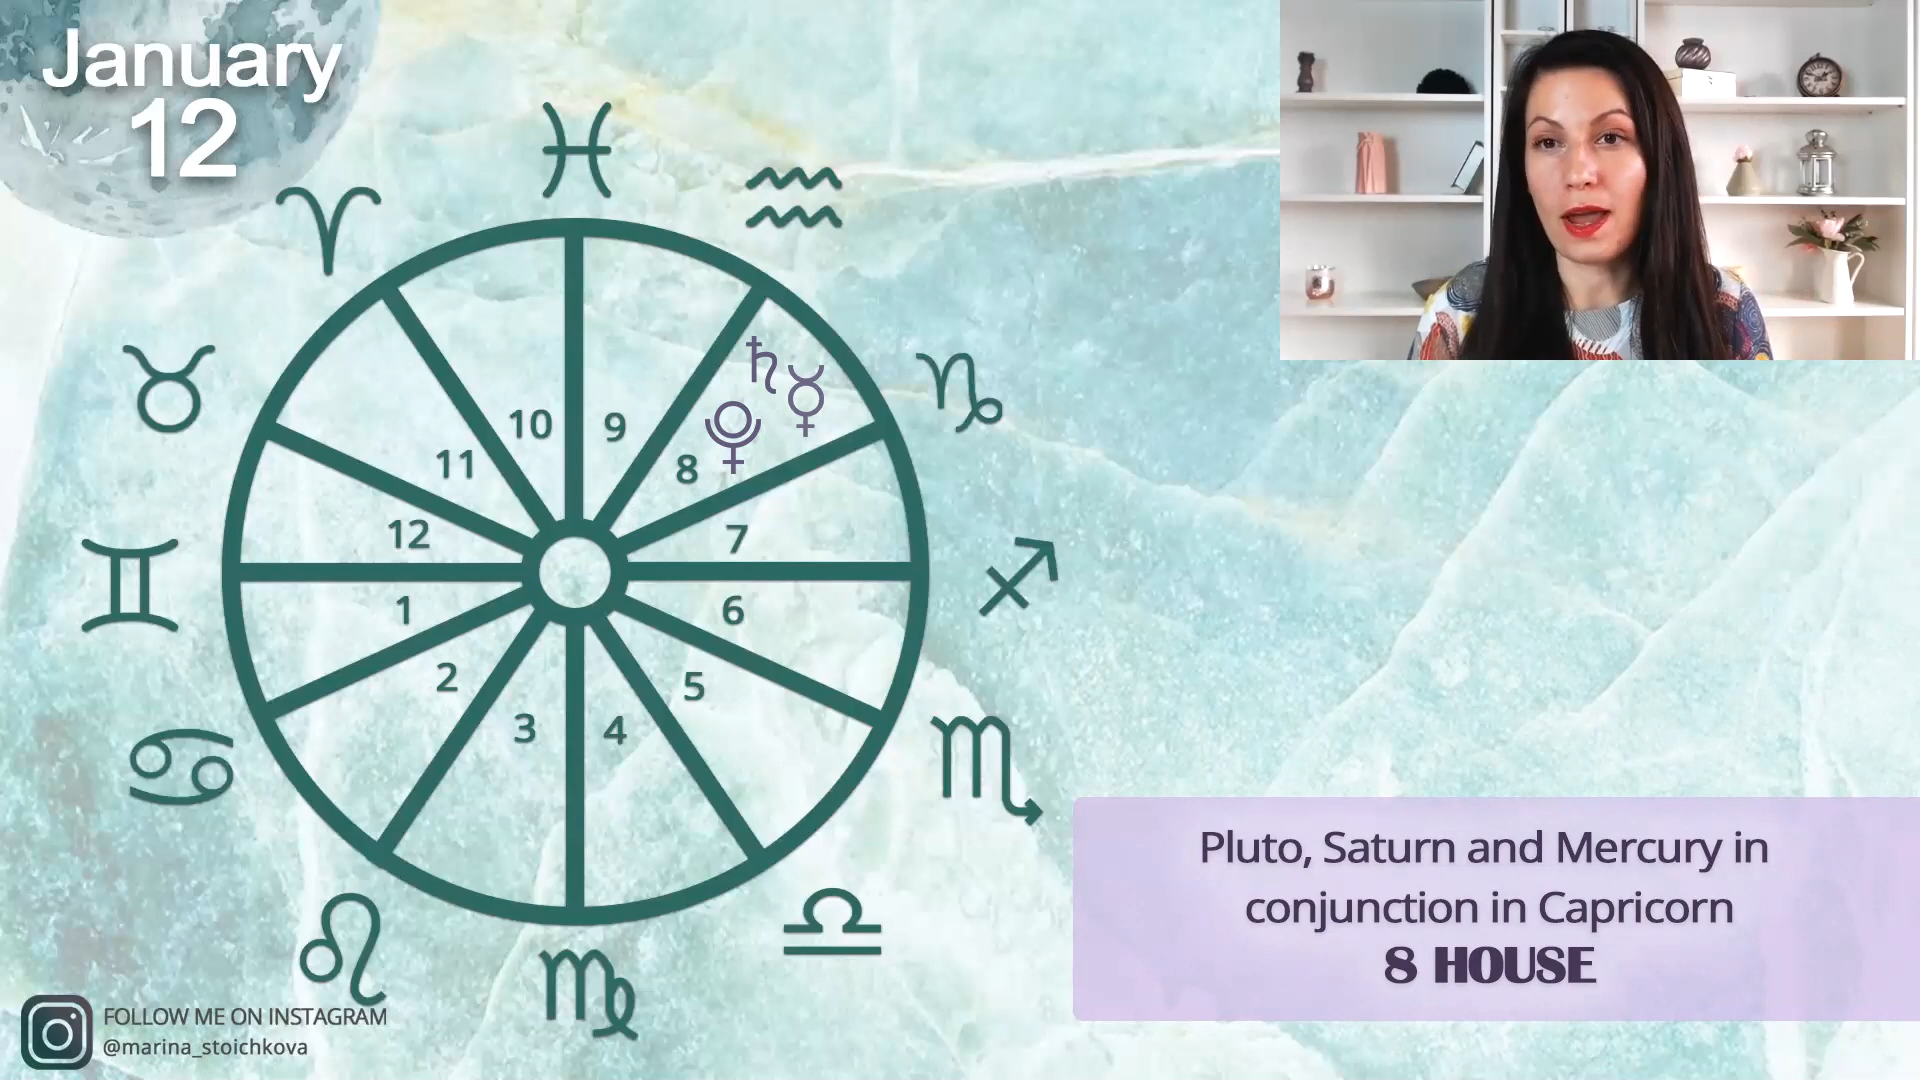 January
12
10
9
11
8
12
7
1
6
2
5
3
4
Pluto, Saturn and Mercury in
conjunction in Capricorn
8 HOUSE
FOLLOW ME ON INSTAGRAM
@marina_stoichkova